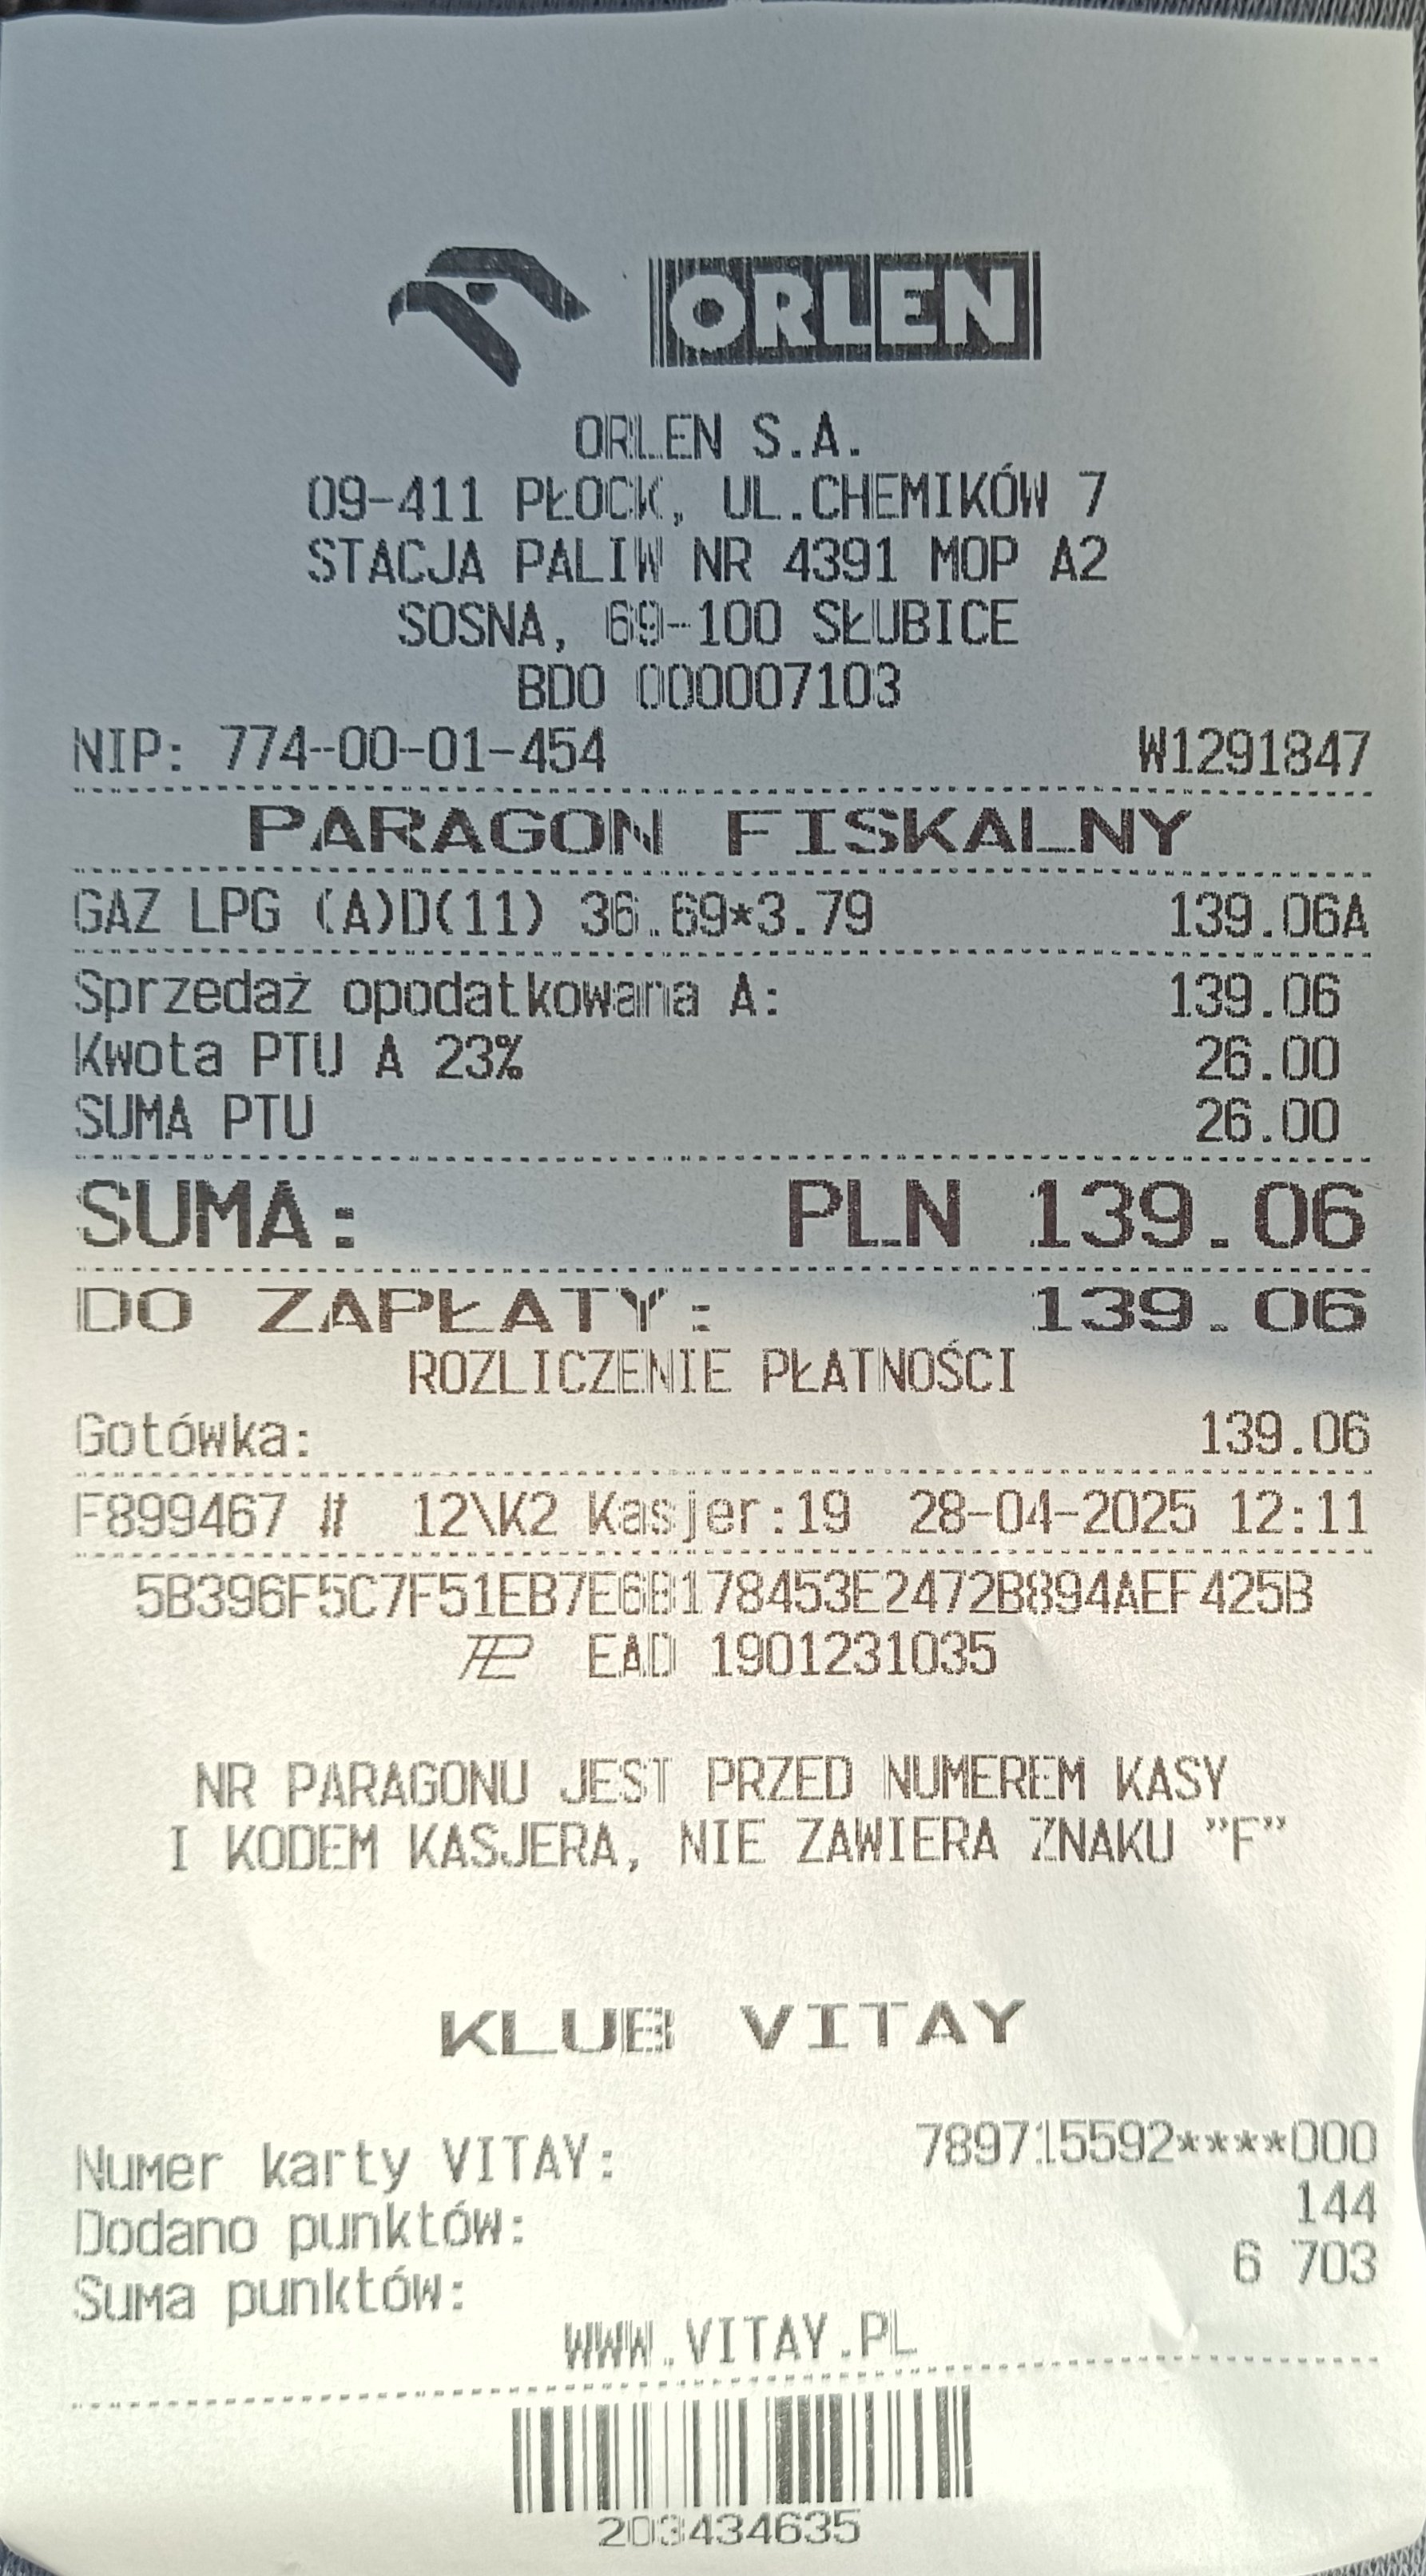 ORLEN
ORLEN S.A.
09-411 PŁOCK, UL.CHEMIKÓW 7
STACJA PALIW NR 4391 MOP A2
SOSNA, 69-100 SŁUBICE
BDO 000007103
NIP: 774-00-01-454 W1291847
PARAGON FISKALNY
GAZ LPG (A)D(11) 36.69*3.79 139.06A
Sprzedaż opodatkowana A: 139.06
Kwota PTU A 23% 26.00
SUMA PTU 26.00
SUMA: PLN 139.06
DO ZAPŁATY: 139.06
ROZLICZENIE PŁATNOŚCI
Gotówka: 139.06
F899467 # 12\K2 Kasjer:19 28-04-2025 12:11
5B396F5C7F51EB7E6B178453E2472B894AEF425B
EAD 1901231035
NR PARAGONU JEST PRZED NUMEREM KASY
I KODEM KASJERA, NIE ZAWIERA ZNAKU "F"
KLUB VITAY
Numer karty VITAY: 789715592****000
Dodano punktów: 144
Suma punktów: 6 703
WWW.VITAY.PL
203434635